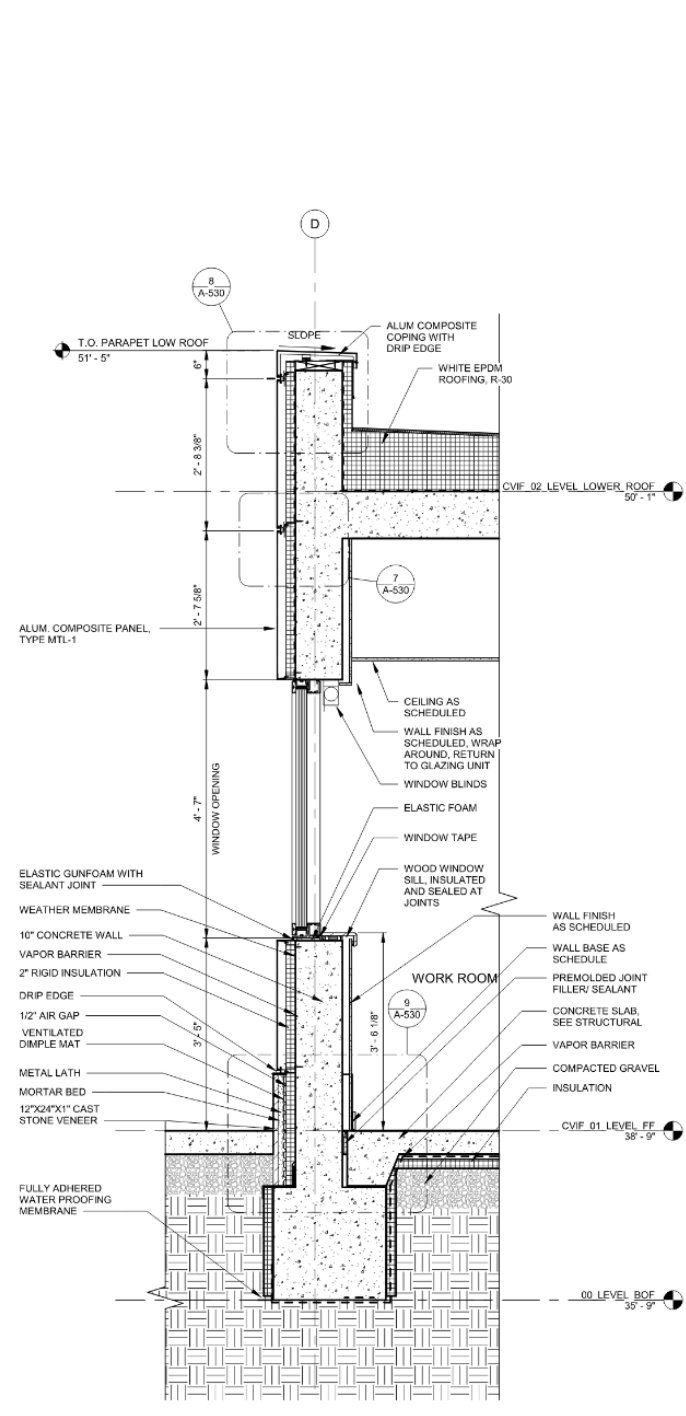 D
8
A-530
SLOPE
ALUM COMPOSITE
COPING WITH
DRIP EDGE
T.O. PARAPET LOW ROOF
51' - 5"
6"
WHITE EPDM
ROOFING, R-30
2' - 8 3/8"
CVIF_02_LEVEL_LOWER_ROOF
50' - 1"
7
A-530
2' - 7 5/8"
ALUM. COMPOSITE PANEL,
TYPE MTL-1
CEILING AS
SCHEDULED
WALL FINISH AS
SCHEDULED, WRAP
AROUND, RETURN
TO GLAZING UNIT
WINDOW BLINDS
4' - 7"
WINDOW OPENING
ELASTIC FOAM
WINDOW TAPE
WOOD WINDOW
SILL, INSULATED
AND SEALED AT
JOINTS
ELASTIC GUNFOAM WITH
SEALANT JOINT
WEATHER MEMBRANE
10" CONCRETE WALL
VAPOR BARRIER
2" RIGID INSULATION
DRIP EDGE
1/2" AIR GAP
VENTILATED
DIMPLE MAT
METAL LATH
MORTAR BED
12"X24"X1" CAST
STONE VENEER
3' - 5"
3' - 6 1/8"
WORK ROOM
9
A-530
WALL FINISH
AS SCHEDULED
WALL BASE AS
SCHEDULE
PREMOLDED JOINT
FILLER/ SEALANT
CONCRETE SLAB,
SEE STRUCTURAL
VAPOR BARRIER
COMPACTED GRAVEL
INSULATION
CVIF_01_LEVEL_FF
38' - 9"
FULLY ADHERED
WATER PROOFING
MEMBRANE
00_LEVEL_BOF
35' - 9"